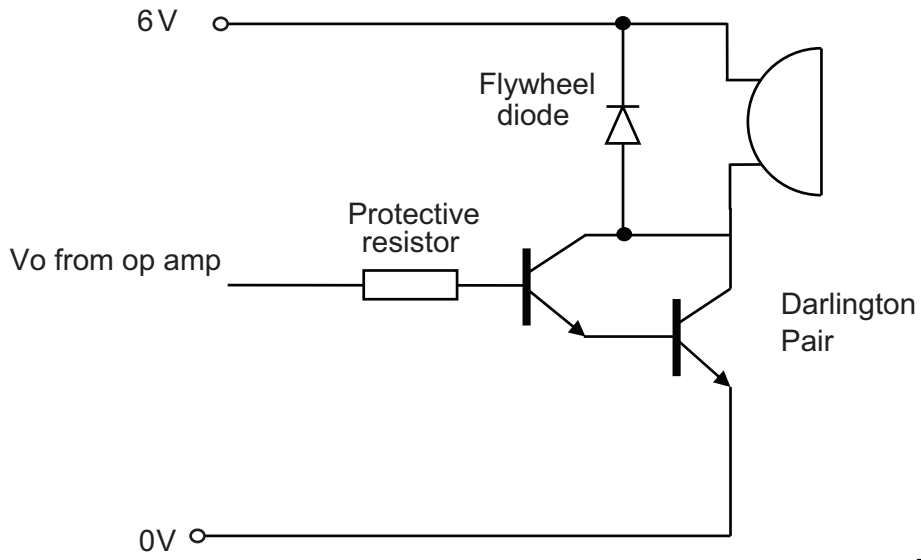 6V
Flywheel
diode
Protective
resistor
Vo from op amp
Darlington
Pair
0V